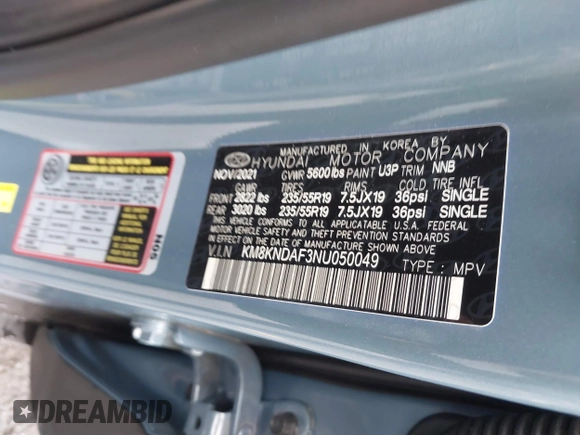 MANUFACTURED IN KOREA BY
HYUNDAI MOTOR COMPANY
NOV/2021 GVWR 5600 lbs PAINT U3P TRIM NNB
GAWR TIRES RIMS COLD TIRE INFL
FRONT 2822 lbs 235/55R19 7.5JX19 36psi SINGLE
REAR 3020 lbs 235/55R19 7.5JX19 36psi SINGLE
THIS VEHICLE CONFORMS TO ALL APPLICABLE U.S.A. FEDERAL
MOTOR VEHICLE SAFETY AND THEFT PREVENTION STANDARDS
IN EFFECT ON THE DATE OF MANUFACTURE SHOWN ABOVE.
V.I.N KM8KNDAF3NU050049 TYPE : MPV
DREAMBID